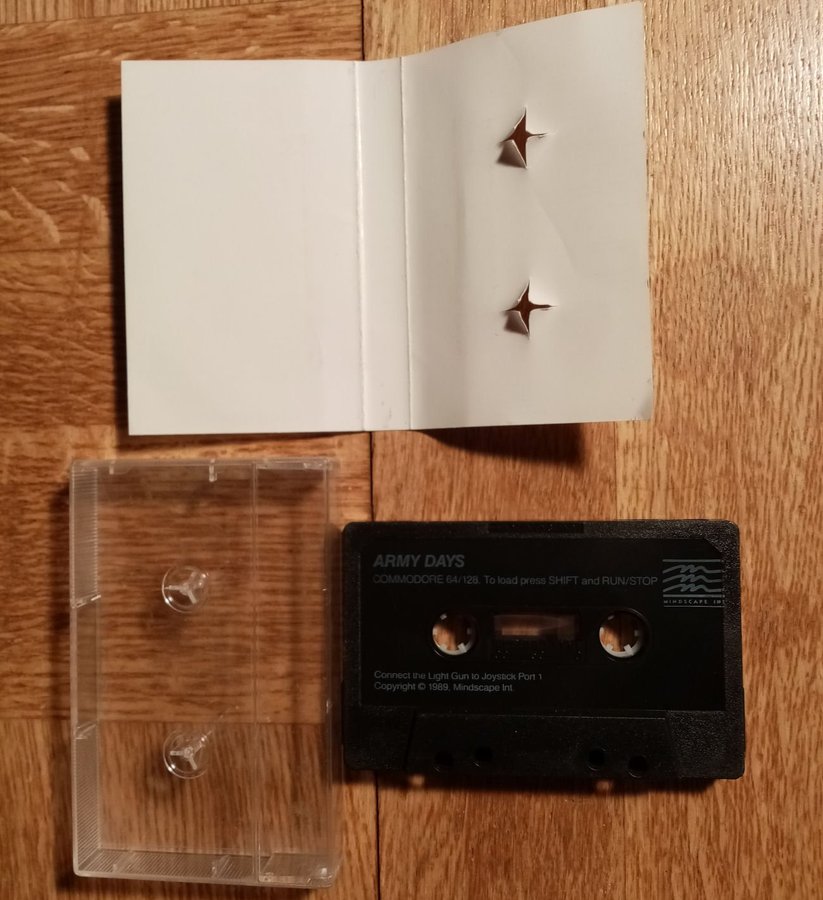 ARMY DAYS
COMMODORE 64/128. To load press SHIFT and RUN/STOP
MINDSCAPE INT
Connect the Light Gun to Joystick Port 1
Copyright © 1989, Mindscape Int.